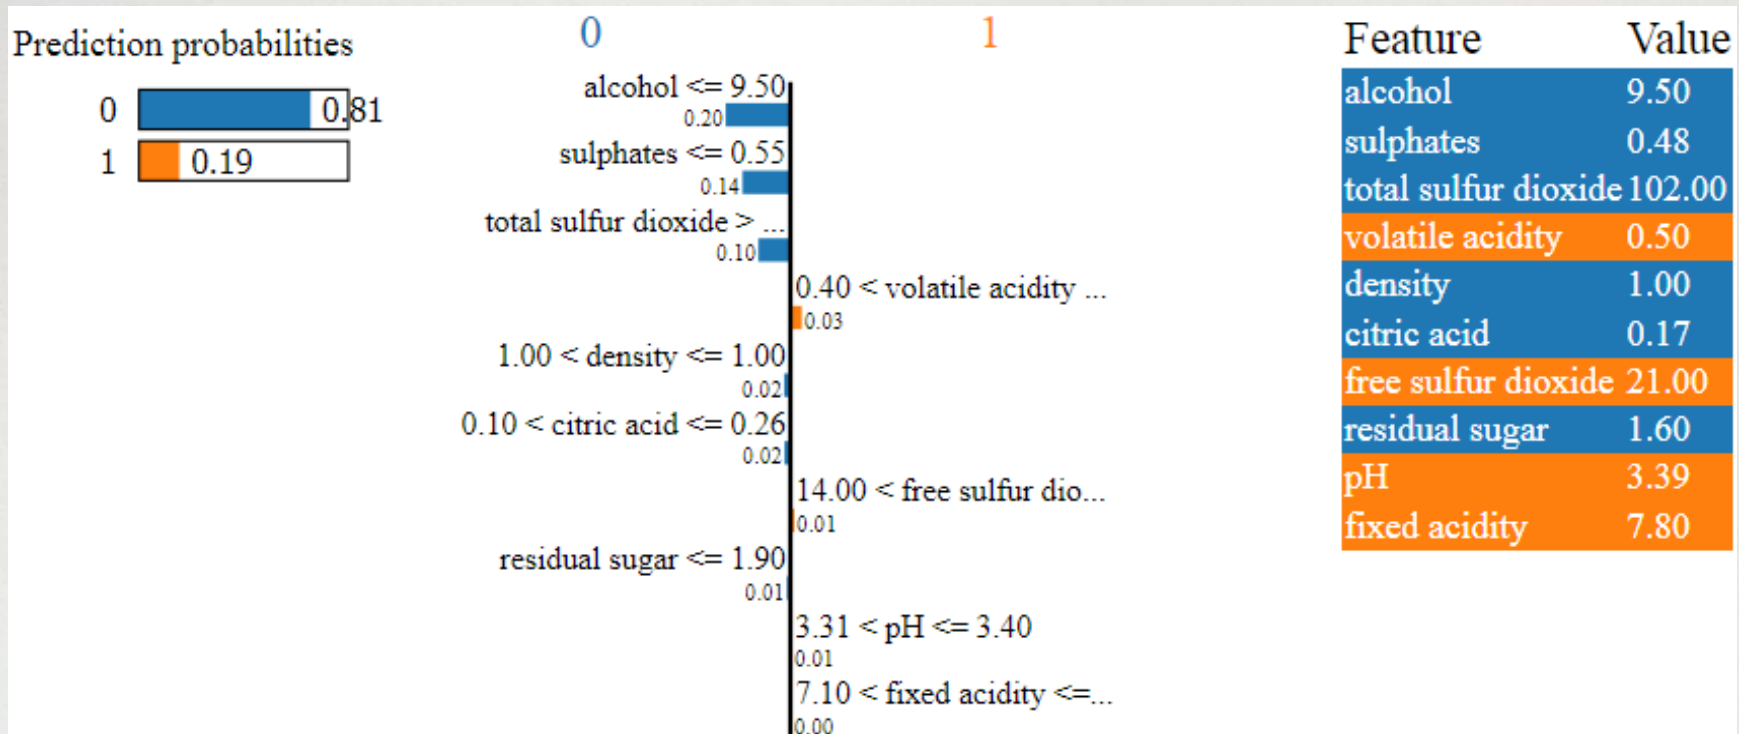 Prediction probabilities
0 0.81
1 0.19
0 1
alcohol <= 9.50
0.20
sulphates <= 0.55
0.14
total sulfur dioxide > ...
0.10
0.40 < volatile acidity ...
0.03
1.00 < density <= 1.00
0.02
0.10 < citric acid <= 0.26
0.02
14.00 < free sulfur dio...
0.01
residual sugar <= 1.90
0.01
3.31 < pH <= 3.40
0.01
7.10 < fixed acidity <=...
0.00
Feature Value
alcohol 9.50
sulphates 0.48
total sulfur dioxide 102.00
volatile acidity 0.50
density 1.00
citric acid 0.17
free sulfur dioxide 21.00
residual sugar 1.60
pH 3.39
fixed acidity 7.80